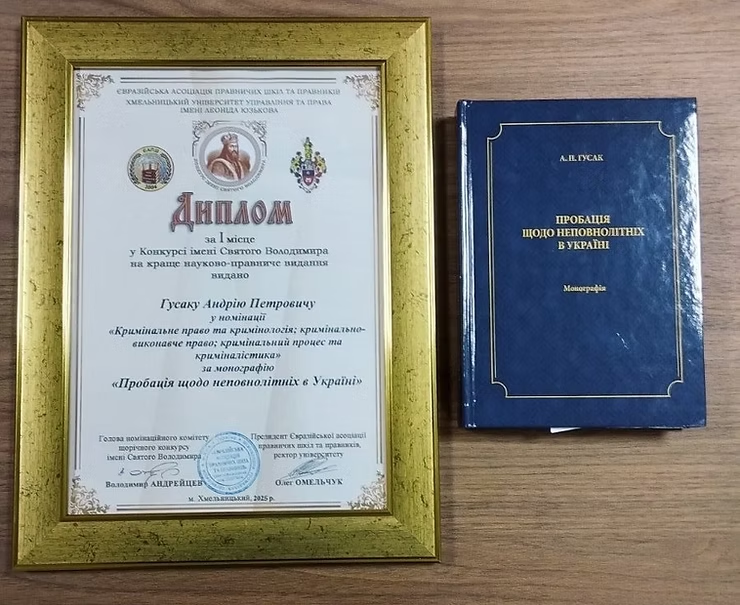 ЄВРАЗІЙСЬКА АСОЦІАЦІЯ ПРАВНИЧИХ ШКІЛ ТА ПРАВНИКІВ
ХМЕЛЬНИЦЬКИЙ УНІВЕРСИТЕТ УПРАВЛІННЯ ТА ПРАВА
ІМЕНІ ЛЕОНІДА ЮЗЬКОВА
ДИПЛОМ
за I місце
у Конкурсі імені Святого Володимира
на краще науково-правниче видання
видано
Гусаку Андрію Петровичу
у номінації
«Кримінальне право та кримінологія; кримінально-
виконавче право; кримінальний процес та
криміналістика»
за монографію
«Пробація щодо неповнолітніх в Україні»
Голова номінаційного комітету
щорічного конкурсу
імені Святого Володимира
Володимир АНДРЕЙЦЕВ
Президент Євразійської асоціації
правничих шкіл та правників,
ректор університету
Олег ОМЕЛЬЧУК
м. Хмельницький, 2025 р.
А. П. ГУСАК
ПРОБАЦІЯ
ЩОДО НЕПОВНОЛІТНІХ
В УКРАЇНІ
Монографія